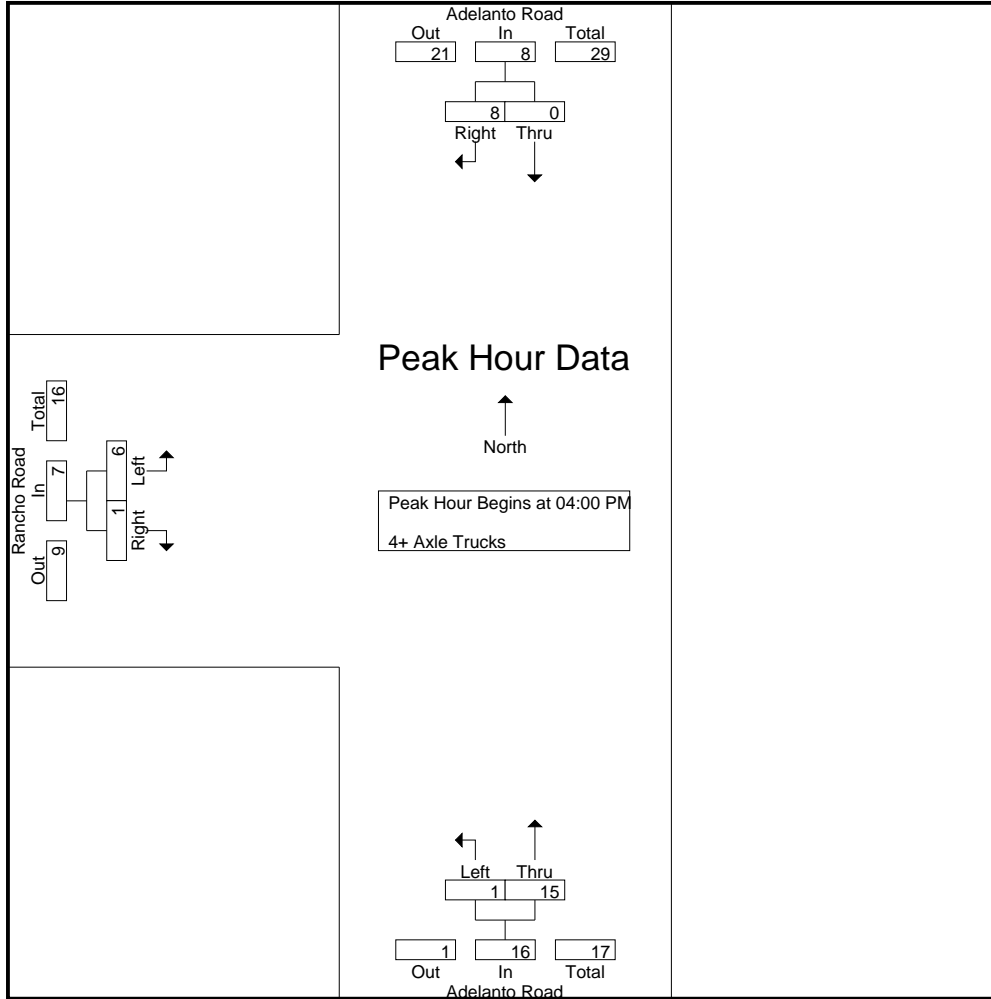 Adelanto Road
Out In Total
21 8 29
8 0
Right Thru
Peak Hour Data
North
Peak Hour Begins at 04:00 PM
4+ Axle Trucks
Rancho Road
Out In Total
9 7 16
Right Left
1 6
Left Thru
1 15
1 16 17
Out In Total
Adelanto Road